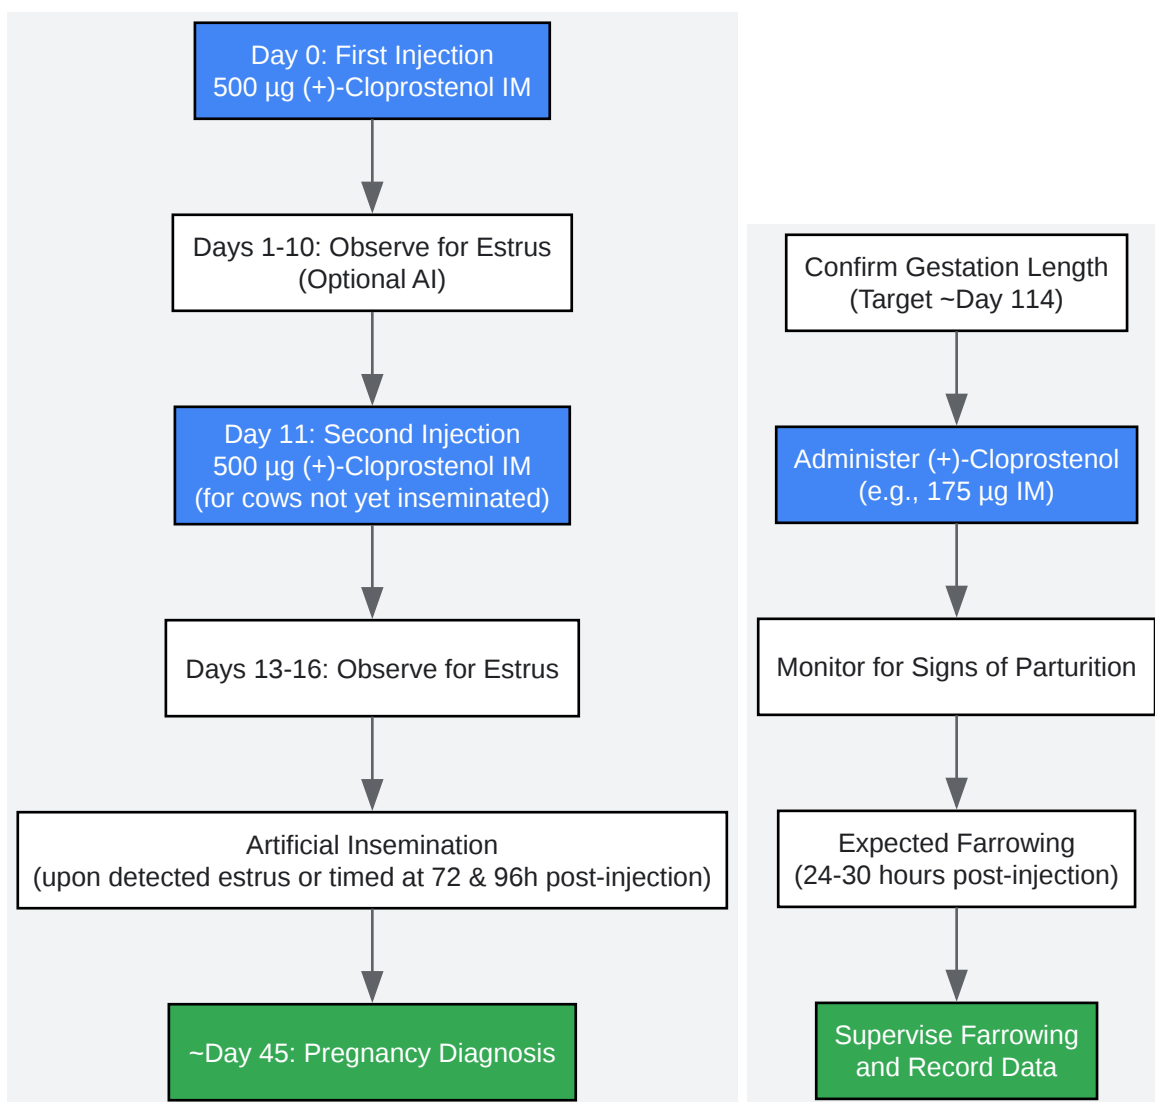 Day 0: First Injection
500 µg (+)-Cloprostenol IM
Days 1-10: Observe for Estrus
(Optional AI)
Day 11: Second Injection
500 µg (+)-Cloprostenol IM
(for cows not yet inseminated)
Days 13-16: Observe for Estrus
Artificial Insemination
(upon detected estrus or timed at 72 & 96h post-injection)
~Day 45: Pregnancy Diagnosis
Confirm Gestation Length
(Target ~Day 114)
Administer (+)-Cloprostenol
(e.g., 175 µg IM)
Monitor for Signs of Parturition
Expected Farrowing
(24-30 hours post-injection)
Supervise Farrowing
and Record Data